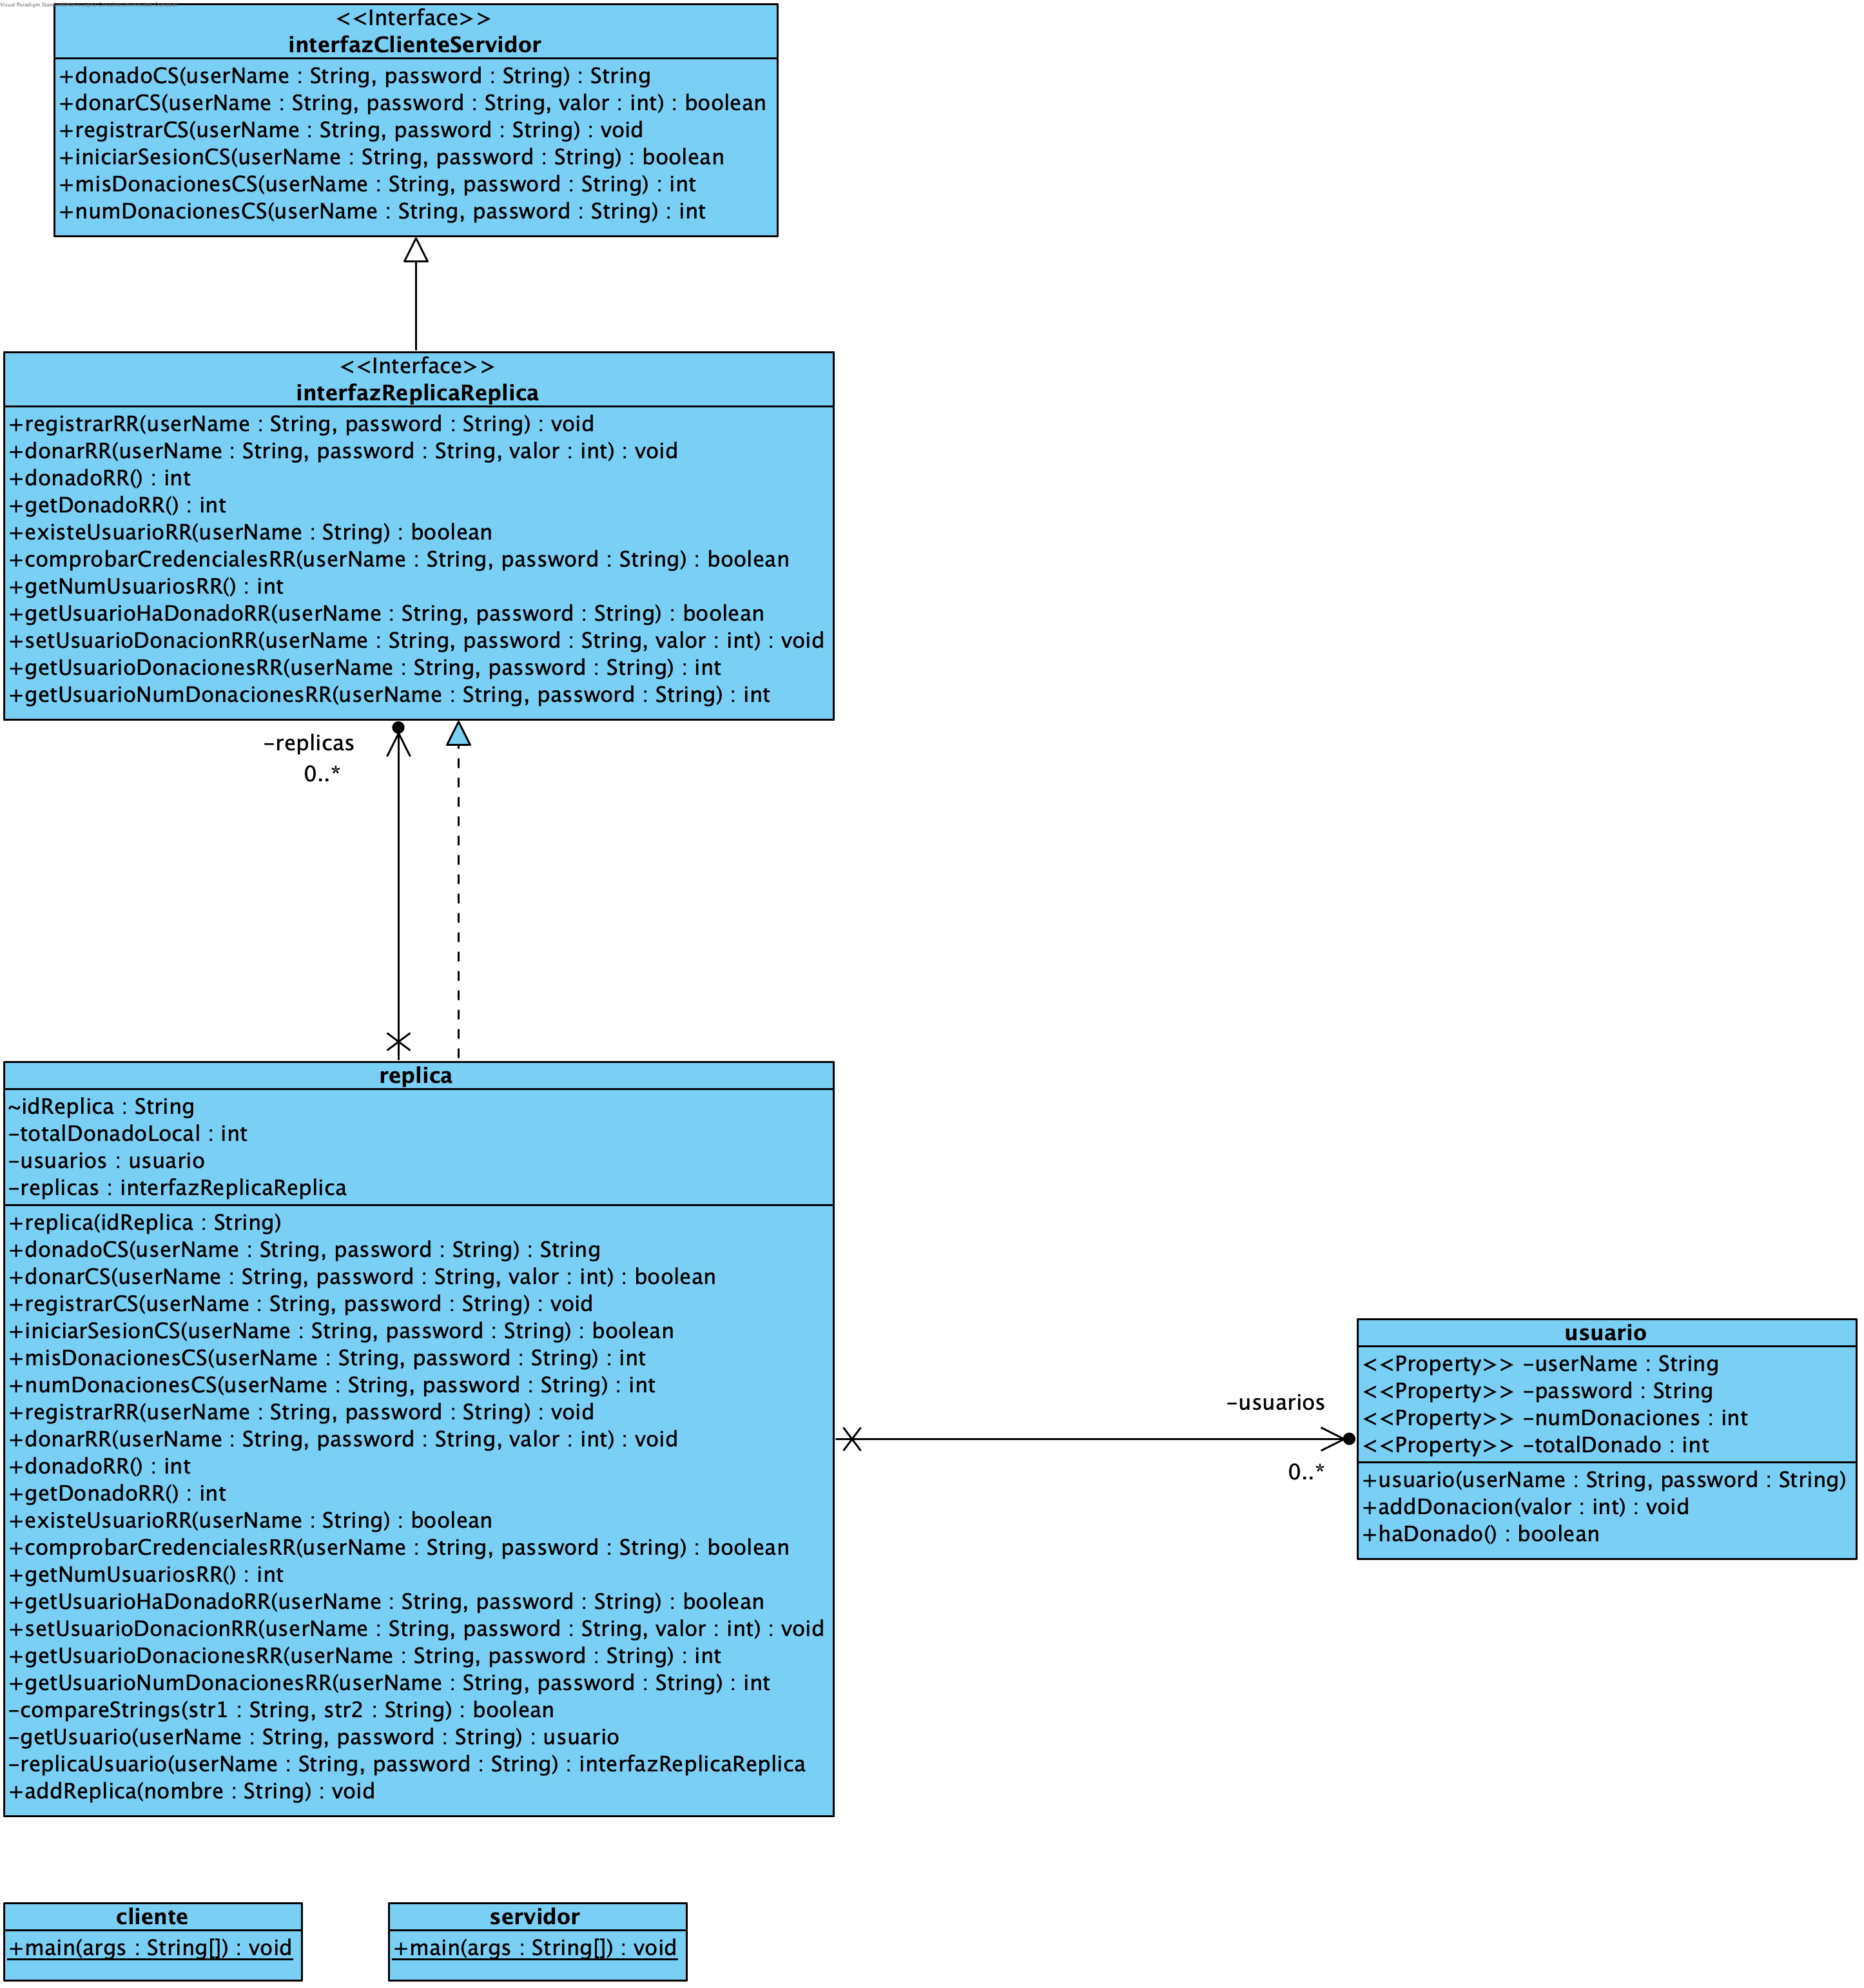 <<Interface>>
interfazClienteServidor
+donadoCS(userName : String, password : String) : String
+donarCS(userName : String, password : String, valor : int) : boolean
+registrarCS(userName : String, password : String) : void
+iniciarSesionCS(userName : String, password : String) : boolean
+misDonacionesCS(userName : String, password : String) : int
+numDonacionesCS(userName : String, password : String) : int
<<Interface>>
interfazReplicaReplica
+registrarRR(userName : String, password : String) : void
+donarRR(userName : String, password : String, valor : int) : void
+donadoRR() : int
+getDonadoRR() : int
+existeUsuarioRR(userName : String) : boolean
+comprobarCredencialesRR(userName : String, password : String) : boolean
+getNumUsuariosRR() : int
+getUsuarioHaDonadoRR(userName : String, password : String) : boolean
+setUsuarioDonacionRR(userName : String, password : String, valor : int) : void
+getUsuarioDonacionesRR(userName : String, password : String) : int
+getUsuarioNumDonacionesRR(userName : String, password : String) : int
-replicas
0..*
replica
~idReplica : String
-totalDonadoLocal : int
-usuarios : usuario
-replicas : interfazReplicaReplica
+replica(idReplica : String)
+donadoCS(userName : String, password : String) : String
+donarCS(userName : String, password : String, valor : int) : boolean
+registrarCS(userName : String, password : String) : void
+iniciarSesionCS(userName : String, password : String) : boolean
+misDonacionesCS(userName : String, password : String) : int
+numDonacionesCS(userName : String, password : String) : int
+registrarRR(userName : String, password : String) : void
+donarRR(userName : String, password : String, valor : int) : void
+donadoRR() : int
+getDonadoRR() : int
+existeUsuarioRR(userName : String) : boolean
+comprobarCredencialesRR(userName : String, password : String) : boolean
+getNumUsuariosRR() : int
+getUsuarioHaDonadoRR(userName : String, password : String) : boolean
+setUsuarioDonacionRR(userName : String, password : String, valor : int) : void
+getUsuarioDonacionesRR(userName : String, password : String) : int
+getUsuarioNumDonacionesRR(userName : String, password : String) : int
-compareStrings(str1 : String, str2 : String) : boolean
-getUsuario(userName : String, password : String) : usuario
-replicaUsuario(userName : String, password : String) : interfazReplicaReplica
+addReplica(nombre : String) : void
-usuarios
0..*
usuario
<<Property>> -userName : String
<<Property>> -password : String
<<Property>> -numDonaciones : int
<<Property>> -totalDonado : int
+usuario(userName : String, password : String)
+addDonacion(valor : int) : void
+haDonado() : boolean
cliente
+main(args : String[]) : void
servidor
+main(args : String[]) : void